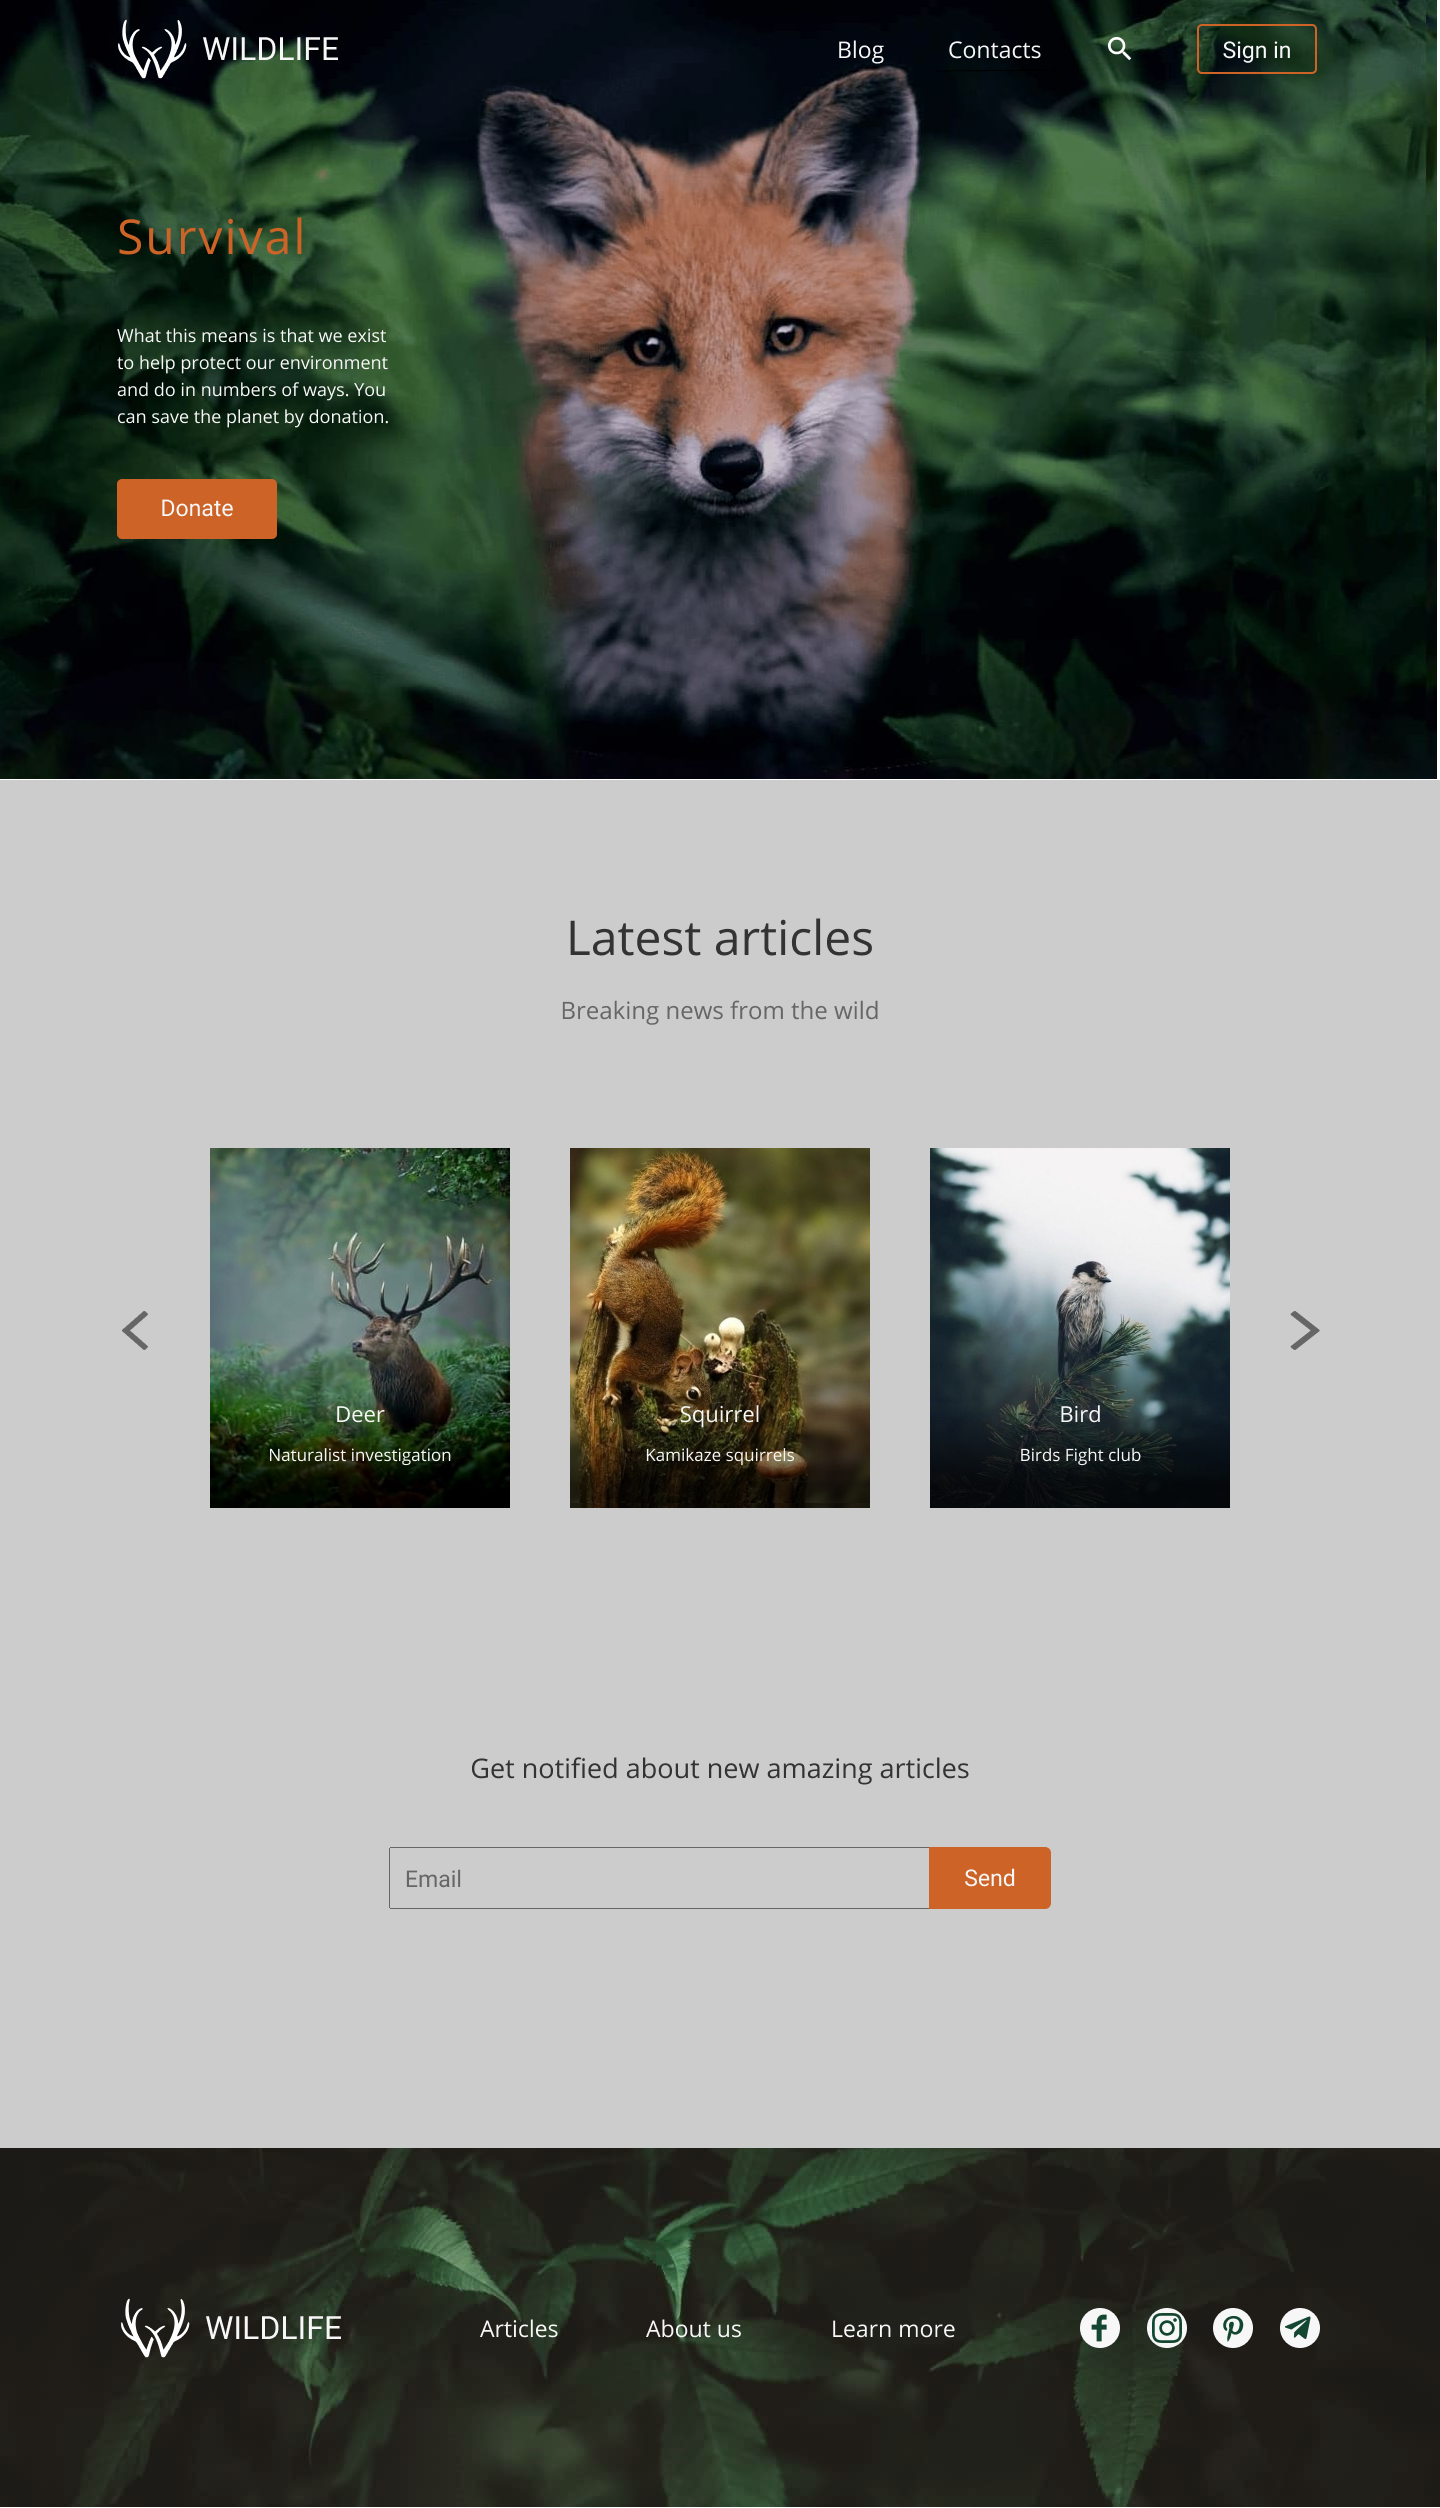 WILDLIFE
Blog
Contacts
Sign in
Survival
What this means is that we exist
to help protect our environment
and do in numbers of ways. You
can save the planet by donation.
Donate
Latest articles
Breaking news from the wild
Deer
Naturalist investigation
Squirrel
Kamikaze squirrels
Bird
Birds Fight club
Get notified about new amazing articles
Email
Send
WILDLIFE
Articles
About us
Learn more